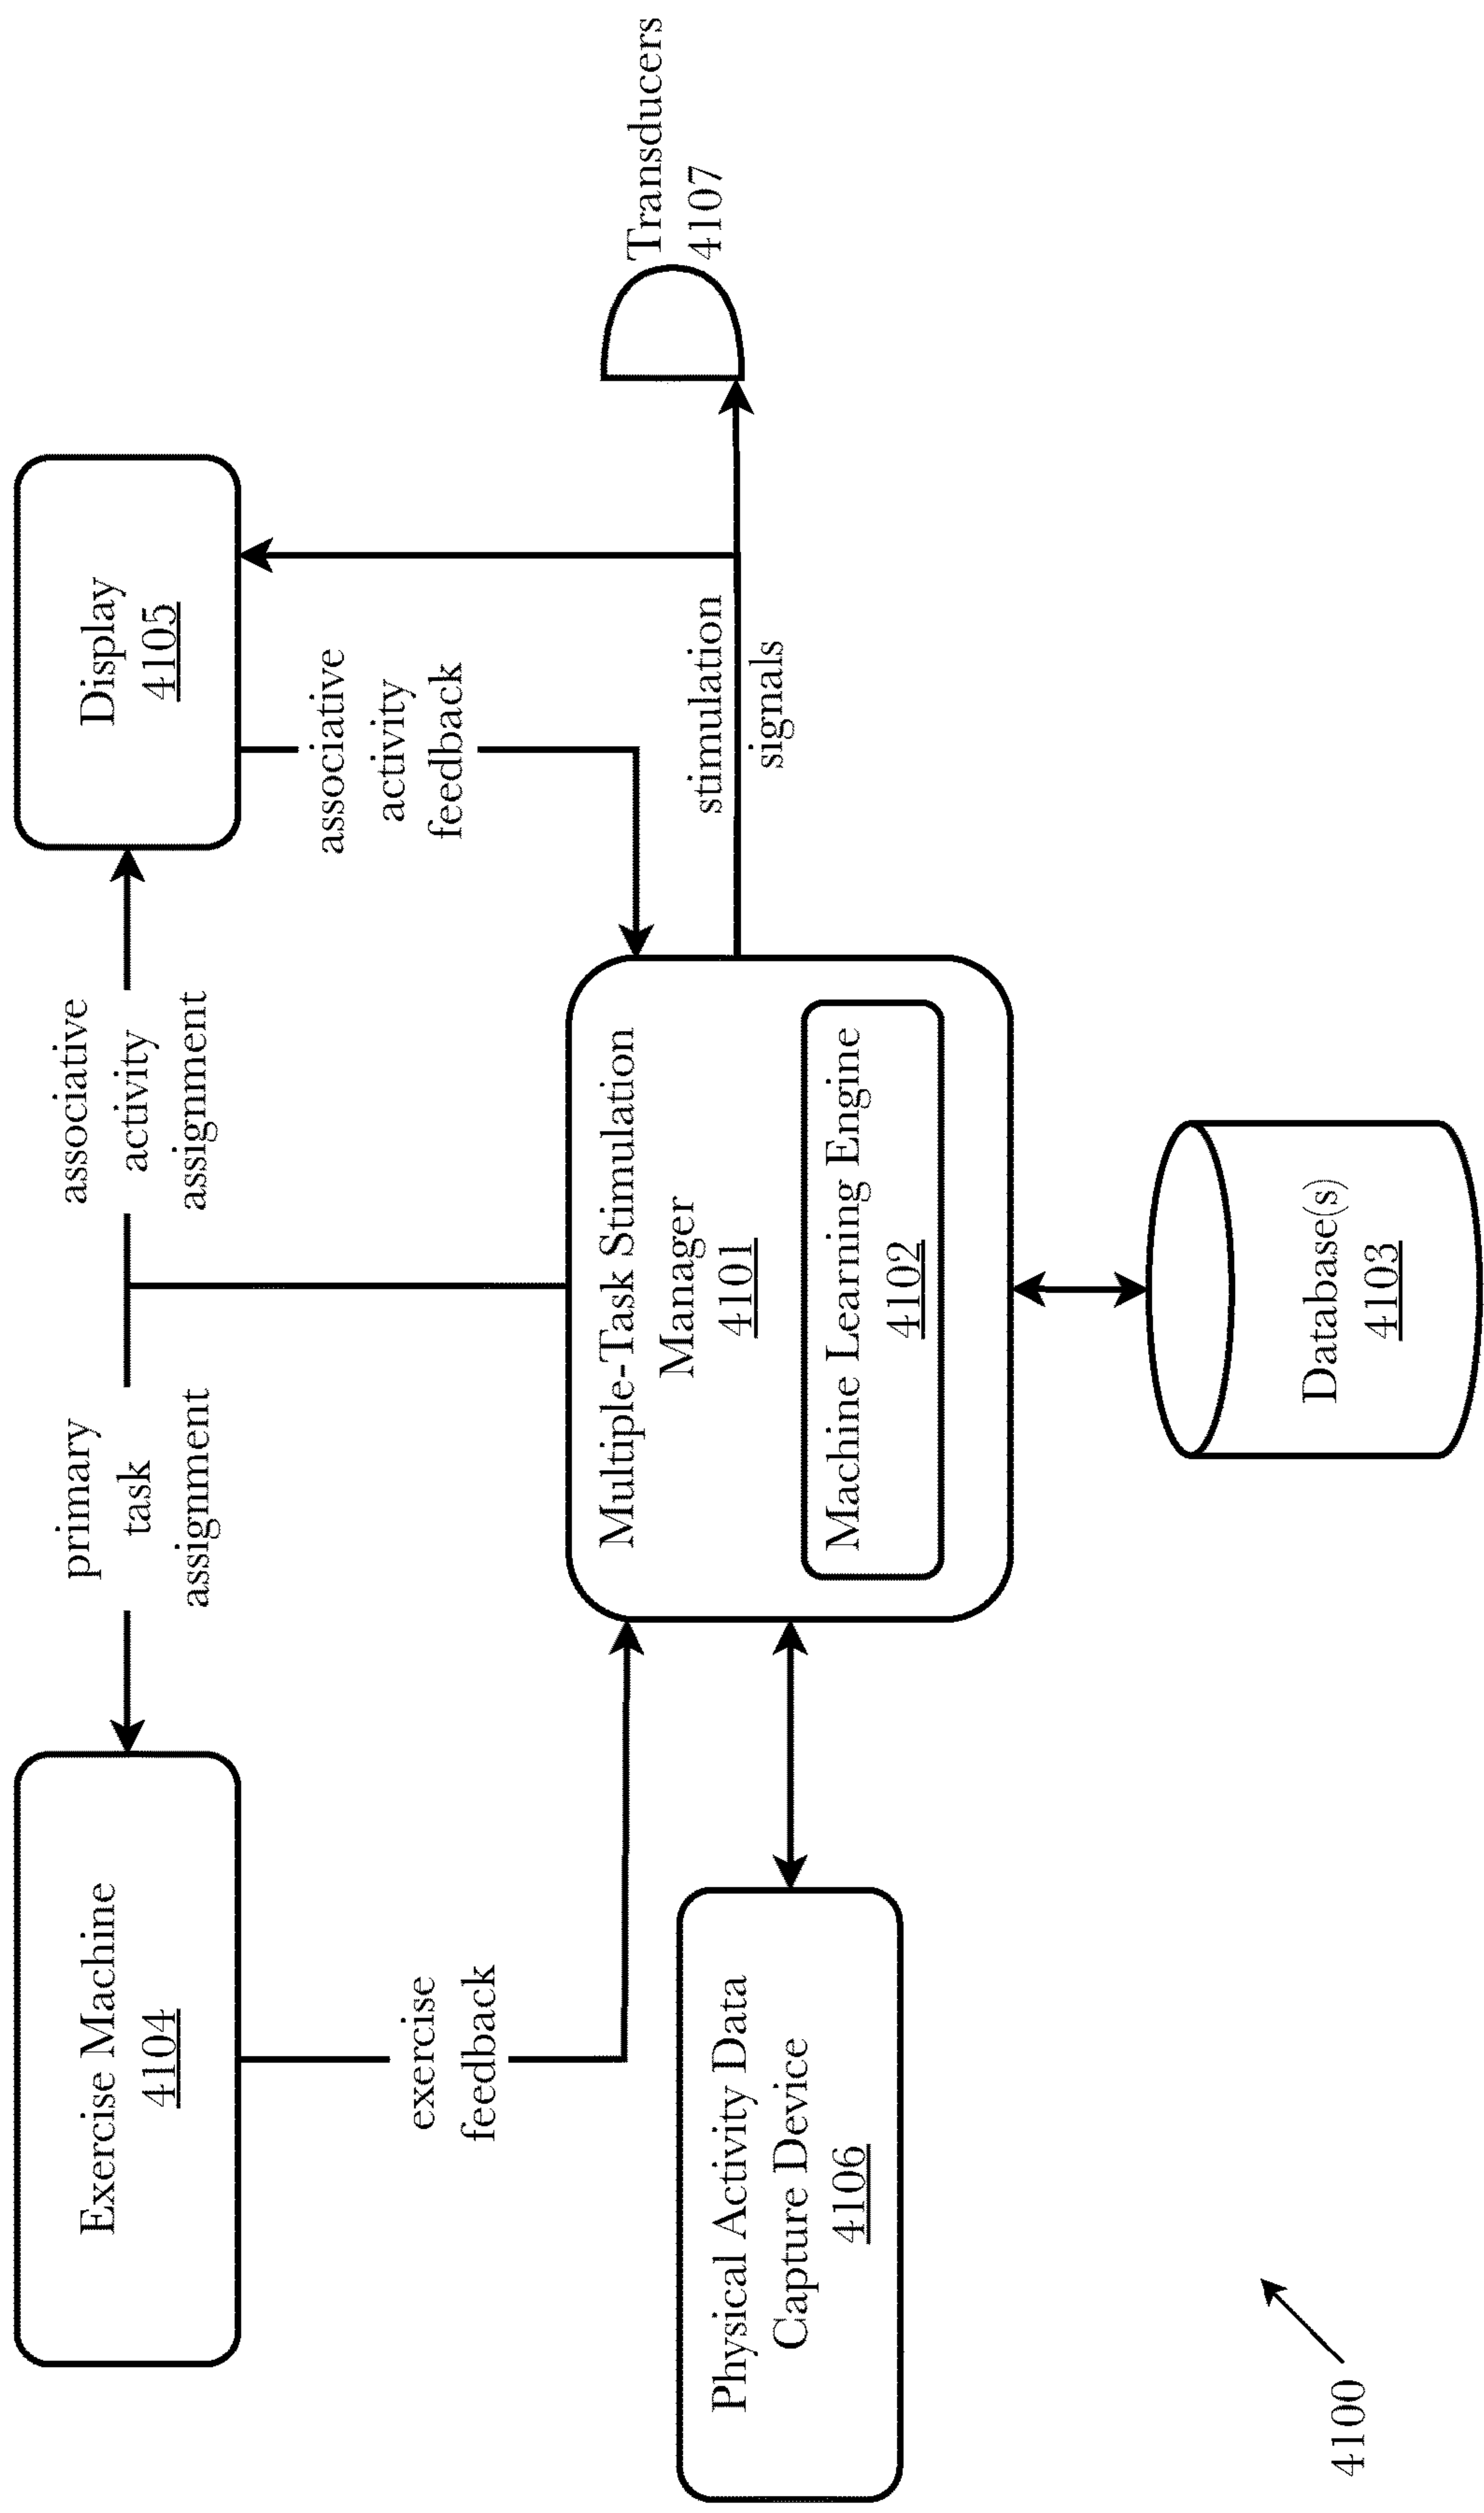 Exercise Machine
4104
primary
task
assignment
associative
activity
assignment
Display
4105
exercise
feedback
associative
activity
feedback
Multiple-Task Stimulation
Manager
4101
Machine Learning Engine
4102
stimulation
signals
Transducers
4107
Physical Activity Data
Capture Device
4106
Database(s)
4103
4100